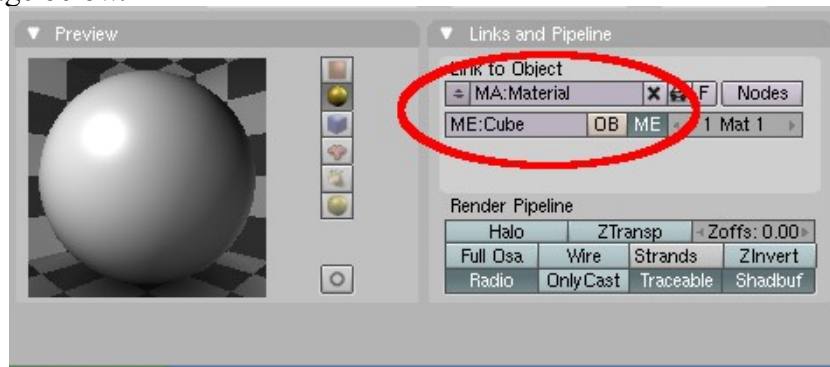 Preview
Links and Pipeline
Link to Object
MA:Material F Nodes
ME:Cube OB ME 1 Mat 1
Render Pipeline
Halo ZTransp Zoffs: 0.00
Full Osa Wire Strands ZInvert
Radio OnlyCast Traceable Shadbuf